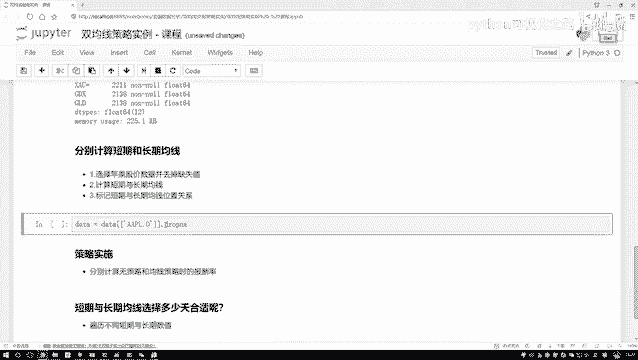 jupyter 双均线策略实例 - 课程 (unsaved changes)
File Edit View Insert Cell Kernel Widgets Help
Trusted Python 3
Code
XAU= 2211 non-null float64
GDX 2138 non-null float64
GLD 2138 non-null float64
dtypes: float64(12)
memory usage: 225.1 KB
分别计算短期和长期均线
1.选择苹果股价数据并丢掉缺失值
2.计算短期与长期均线
3.标记短期与长期均线位置关系
In [ ]: data = data[['AAPL.O']].dropna
策略实施
分别计算无策略和均线策略时的报酬率
短期与长期均线选择多少天合适呢?
遍历不同短期与长期数值